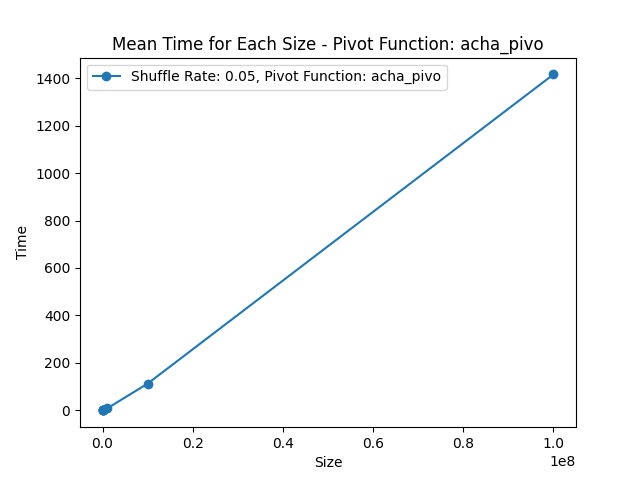 Mean Time for Each Size - Pivot Function: acha_pivo
Shuffle Rate: 0.05, Pivot Function: acha_pivo
1400
1200
1000
800
600
400
200
0
Time
0.0 0.2 0.4 0.6 0.8 1.0
1e8
Size